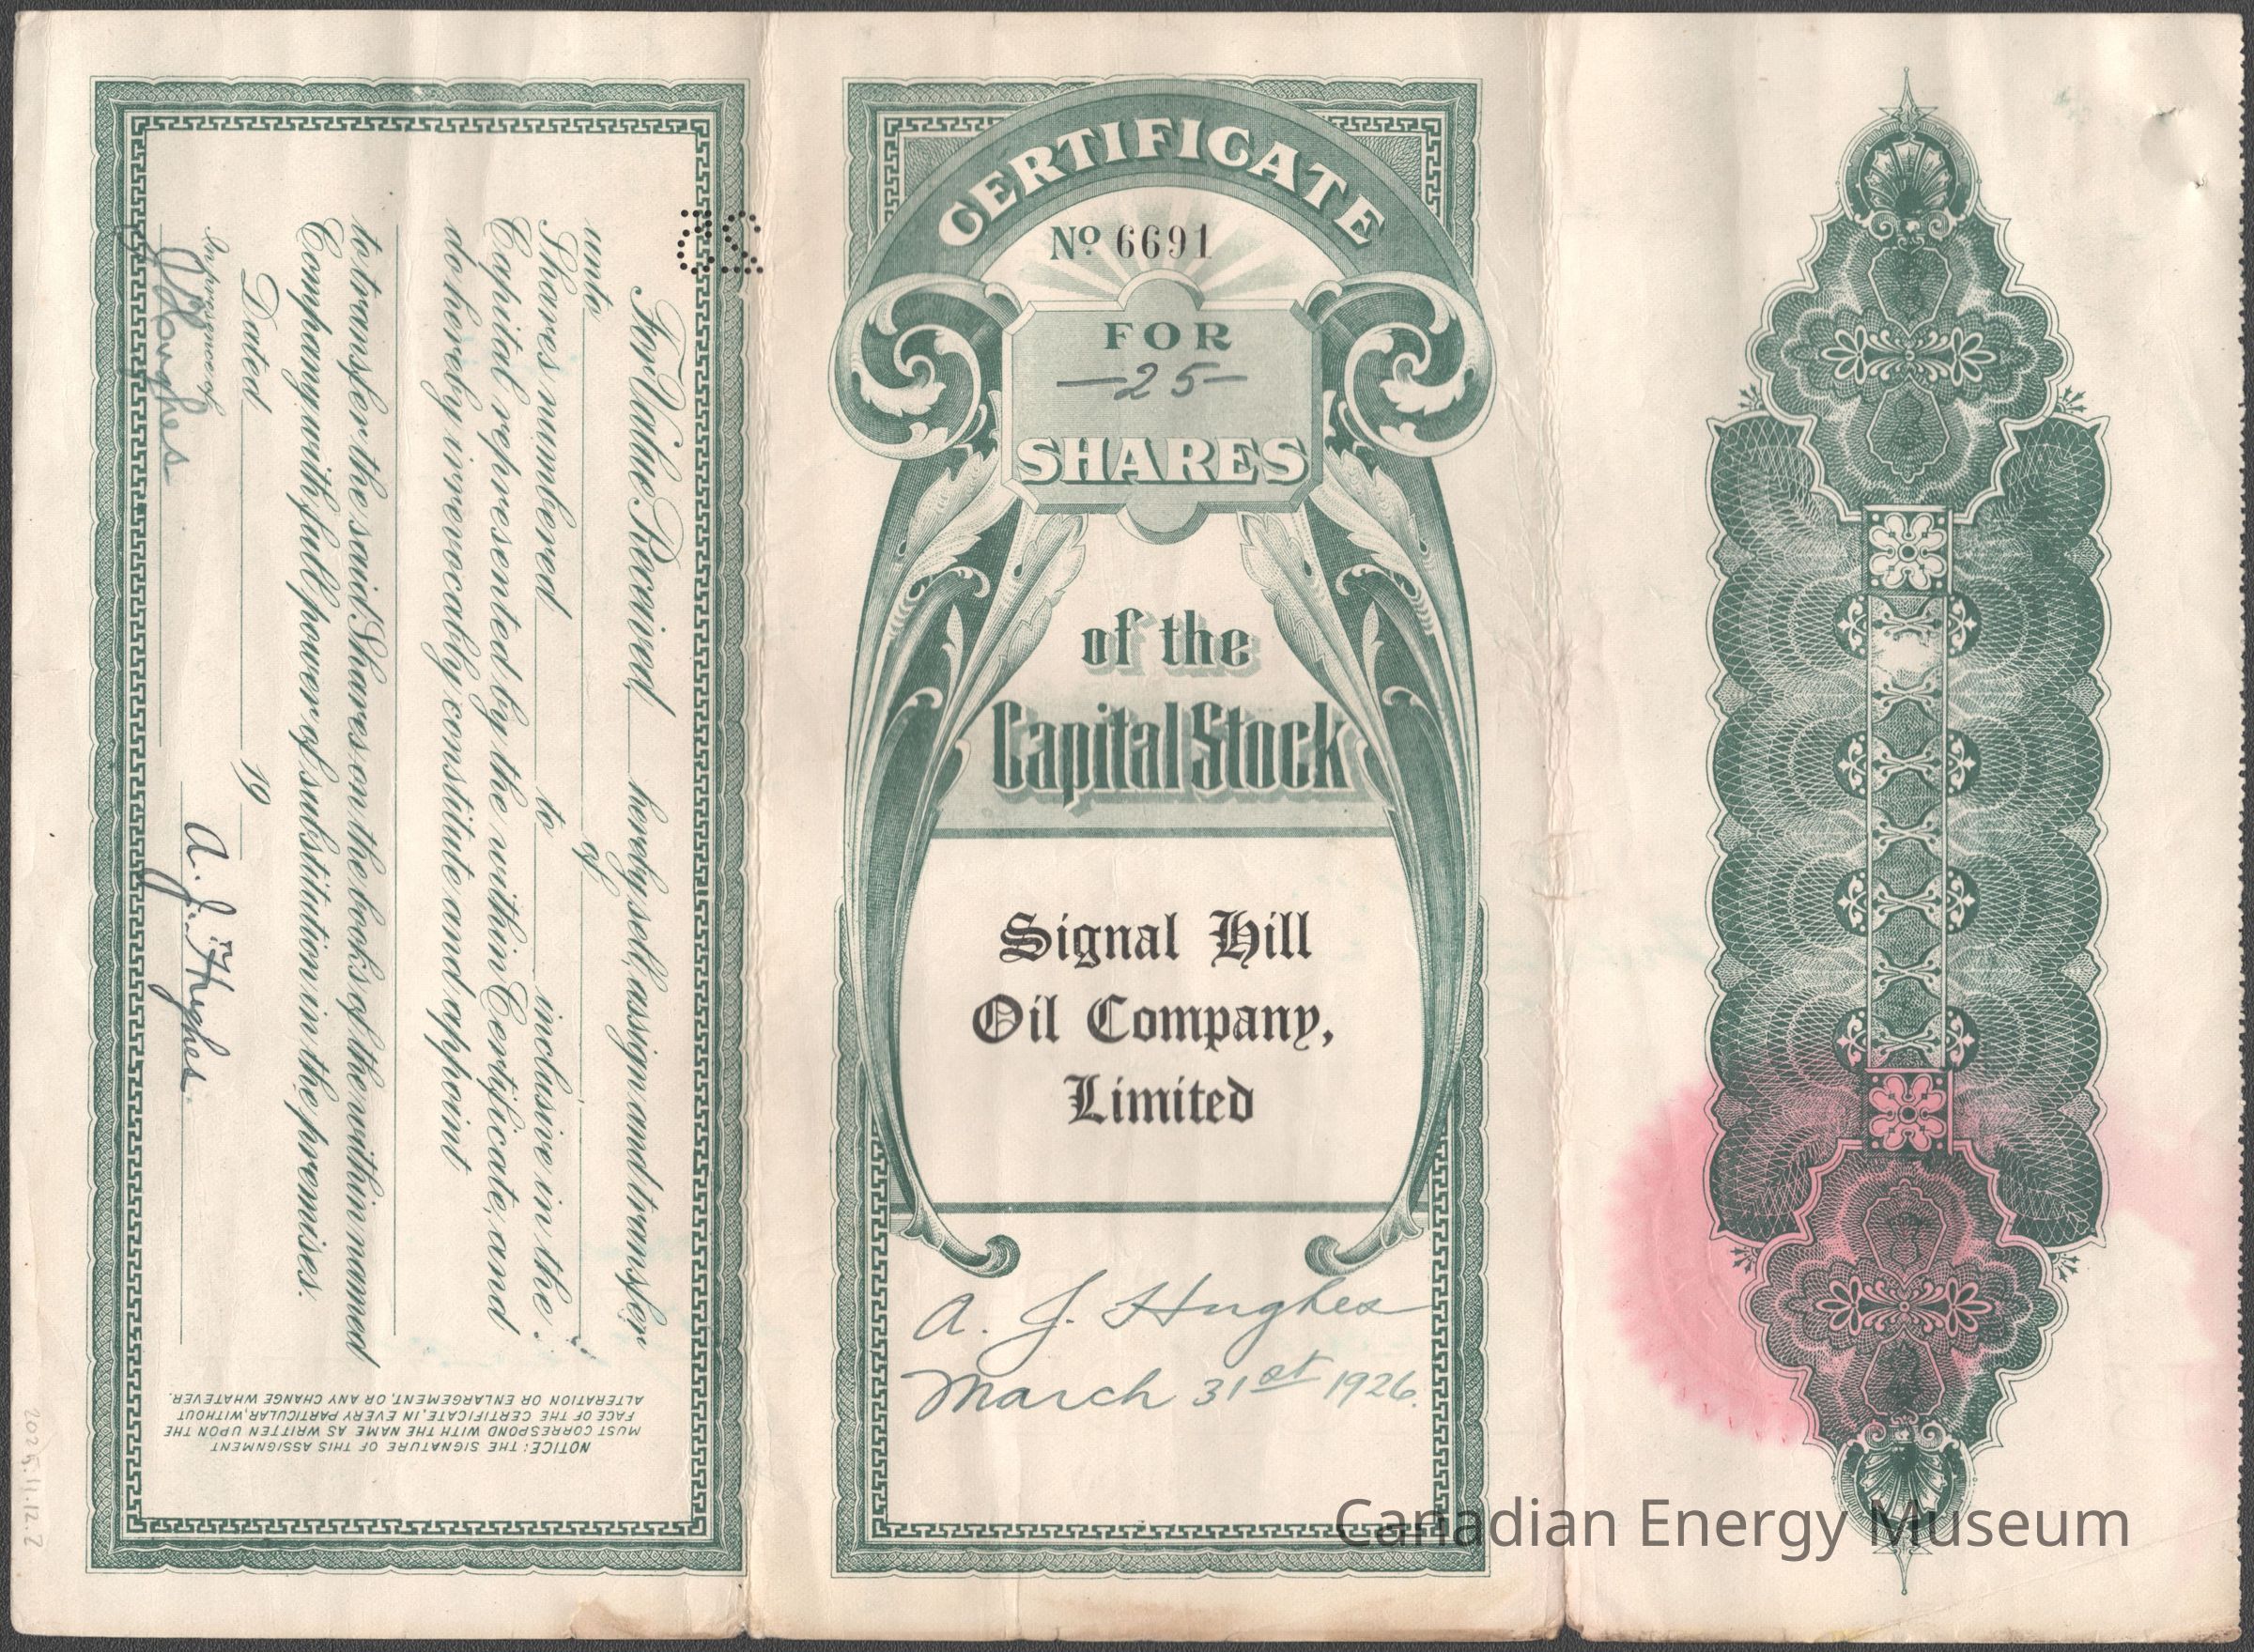 For Value Received, hereby sell, assign and transfer
unto of
Shares numbered to inclusive in the
Capital represented by the within Certificate, and
do hereby irrevocably constitute and appoint
to transfer the said Shares on the books of the within named
Company with full power of substitution in the premises.
Dated 19
In presence of
J Hughes A. J. Hughes.
NOTICE: THE SIGNATURE OF THIS ASSIGNMENT
MUST CORRESPOND WITH THE NAME AS WRITTEN UPON THE
FACE OF THE CERTIFICATE, IN EVERY PARTICULAR, WITHOUT
ALTERATION OR ENLARGEMENT, OR ANY CHANGE WHATEVER.
CERTIFICATE
No 6691
FOR
—25—
SHARES
of the
Capital Stock
Signal Hill
Oil Company,
Limited
A. J. Hughes
March 31st 1926.
Canadian Energy Museum